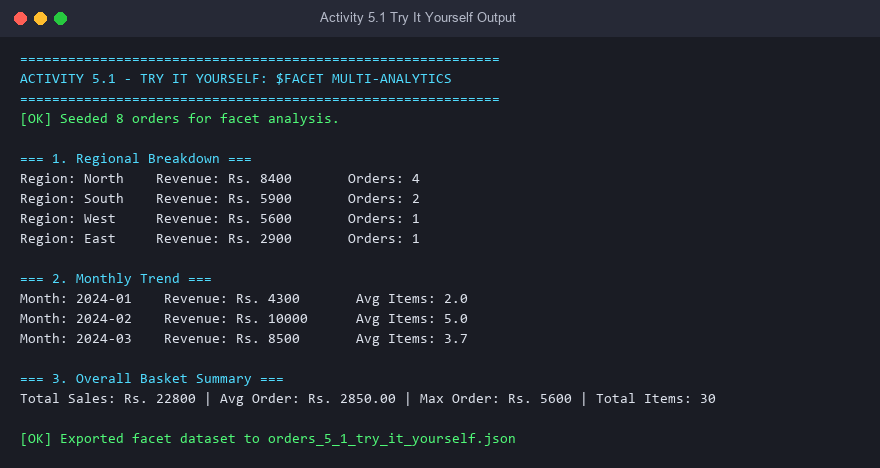 Activity 5.1 Try It Yourself Output
============================================================
ACTIVITY 5.1 - TRY IT YOURSELF: $FACET MULTI-ANALYTICS
============================================================
[OK] Seeded 8 orders for facet analysis.
=== 1. Regional Breakdown ===
Region: North    Revenue: Rs. 8400       Orders: 4
Region: South    Revenue: Rs. 5900       Orders: 2
Region: West     Revenue: Rs. 5600       Orders: 1
Region: East     Revenue: Rs. 2900       Orders: 1
=== 2. Monthly Trend ===
Month: 2024-01    Revenue: Rs. 4300       Avg Items: 2.0
Month: 2024-02    Revenue: Rs. 10000      Avg Items: 5.0
Month: 2024-03    Revenue: Rs. 8500       Avg Items: 3.7
=== 3. Overall Basket Summary ===
Total Sales: Rs. 22800 | Avg Order: Rs. 2850.00 | Max Order: Rs. 5600 | Total Items: 30
[OK] Exported facet dataset to orders_5_1_try_it_yourself.json